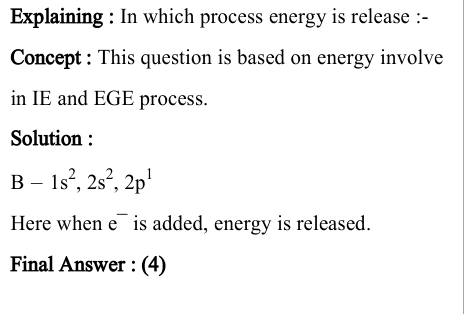 Explaining : In which process energy is release :-
Concept : This question is based on energy involve
in IE and EGE process.
Solution :
B – 1s², 2s², 2p¹
Here when e⁻ is added, energy is released.
Final Answer : (4)